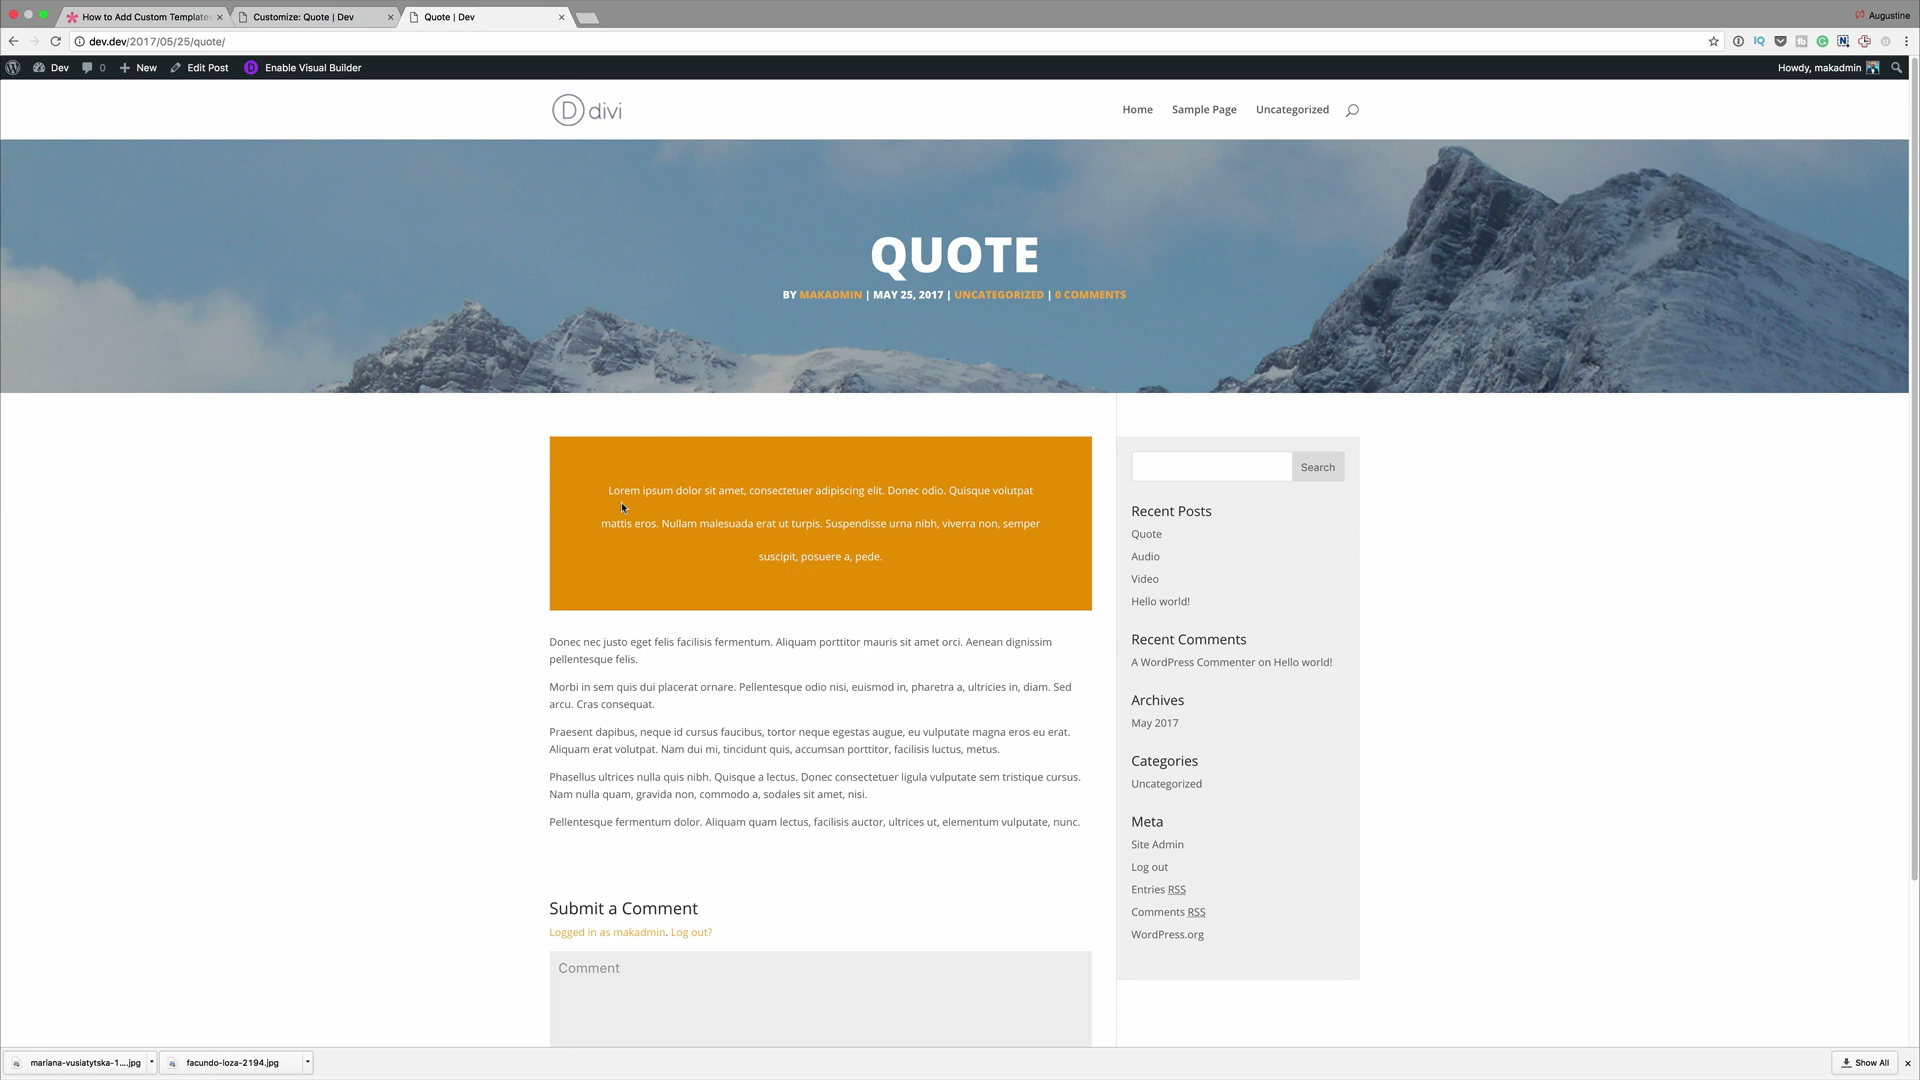 How to Add Custom Templates
Customize: Quote | Dev
Quote | Dev
Augustine
dev.dev/2017/05/25/quote/
Dev
0
New
Edit Post
Enable Visual Builder
Howdy, makadmin
D divi
Home
Sample Page
Uncategorized
QUOTE
BY MAKADMIN | MAY 25, 2017 | UNCATEGORIZED | 0 COMMENTS
Lorem ipsum dolor sit amet, consectetuer adipiscing elit. Donec odio. Quisque volutpat
mattis eros. Nullam malesuada erat ut turpis. Suspendisse urna nibh, viverra non, semper
suscipit, posuere a, pede.
Donec nec justo eget felis facilisis fermentum. Aliquam porttitor mauris sit amet orci. Aenean dignissim
pellentesque felis.
Morbi in sem quis dui placerat ornare. Pellentesque odio nisi, euismod in, pharetra a, ultricies in, diam. Sed
arcu. Cras consequat.
Praesent dapibus, neque id cursus faucibus, tortor neque egestas augue, eu vulputate magna eros eu erat.
Aliquam erat volutpat. Nam dui mi, tincidunt quis, accumsan porttitor, facilisis luctus, metus.
Phasellus ultrices nulla quis nibh. Quisque a lectus. Donec consectetuer ligula vulputate sem tristique cursus.
Nam nulla quam, gravida non, commodo a, sodales sit amet, nisi.
Pellentesque fermentum dolor. Aliquam quam lectus, facilisis auctor, ultrices ut, elementum vulputate, nunc.
Submit a Comment
Logged in as makadmin. Log out?
Comment
Search
Recent Posts
Quote
Audio
Video
Hello world!
Recent Comments
A WordPress Commenter on Hello world!
Archives
May 2017
Categories
Uncategorized
Meta
Site Admin
Log out
Entries RSS
Comments RSS
WordPress.org
mariana-vusiatytska-1....jpg
facundo-loza-2194.jpg
Show All